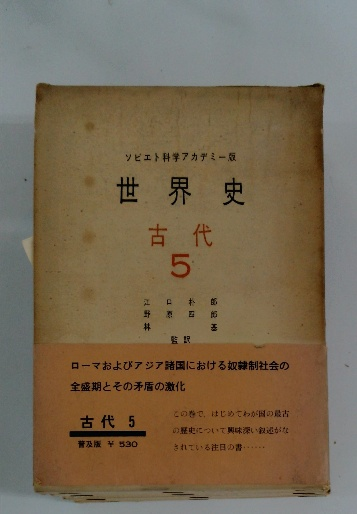 ソビエト科学アカデミー版
世界史
古代
5
江口朴郎
野原四郎
林基
監訳
ローマおよびアジア諸国における奴隷制社会の
全盛期とその矛盾の激化
古代 5
普及版 ¥ 530
この巻で、はじめてわが国の最古
の歴史について興味深い叙述がな
されている注目の書……